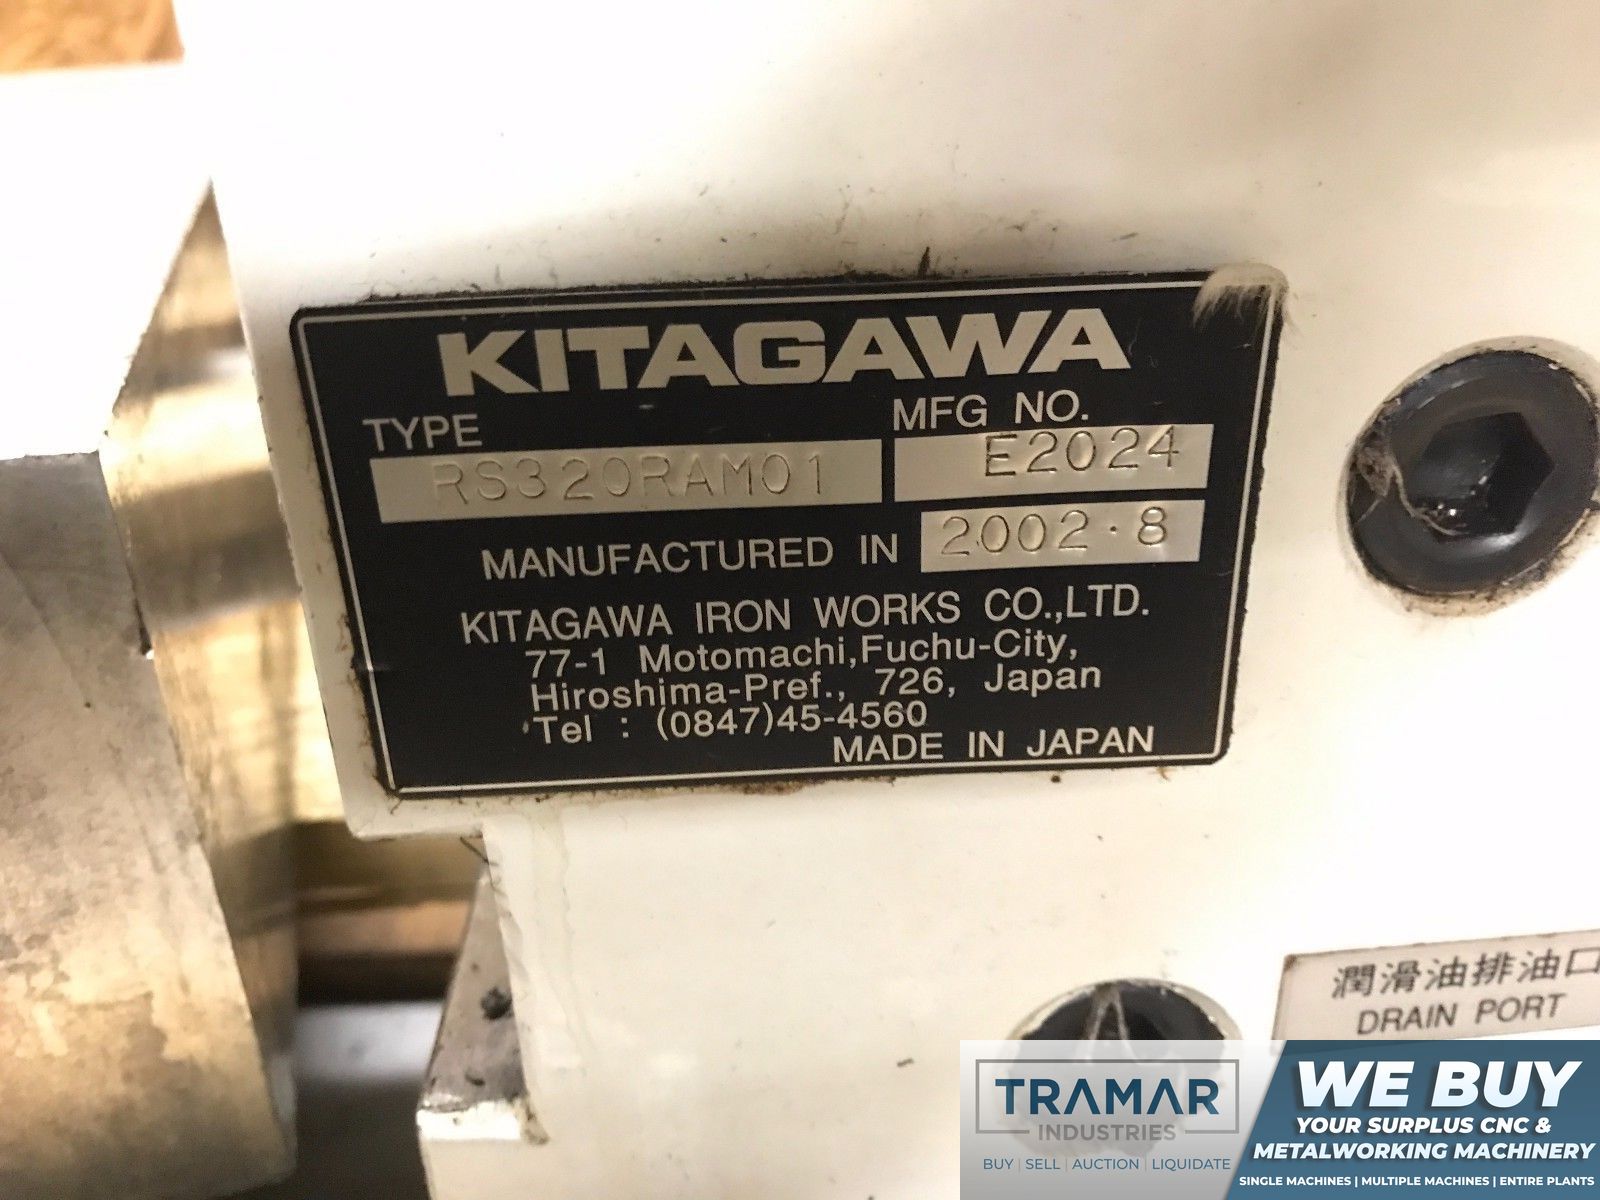 KITAGAWA
TYPE
MFG NO.
RS320RAM01
E2024
MANUFACTURED IN 2002・8
KITAGAWA IRON WORKS CO.,LTD.
77-1 Motomachi,Fuchu-City,
Hiroshima-Pref., 726, Japan
Tel : (0847)45-4560
MADE IN JAPAN
潤滑油排油口
DRAIN PORT
TRAMAR
INDUSTRIES
BUY | SELL | AUCTION | LIQUIDATE
WE BUY
YOUR SURPLUS CNC &
METALWORKING MACHINERY
SINGLE MACHINES | MULTIPLE MACHINES | ENTIRE PLANTS